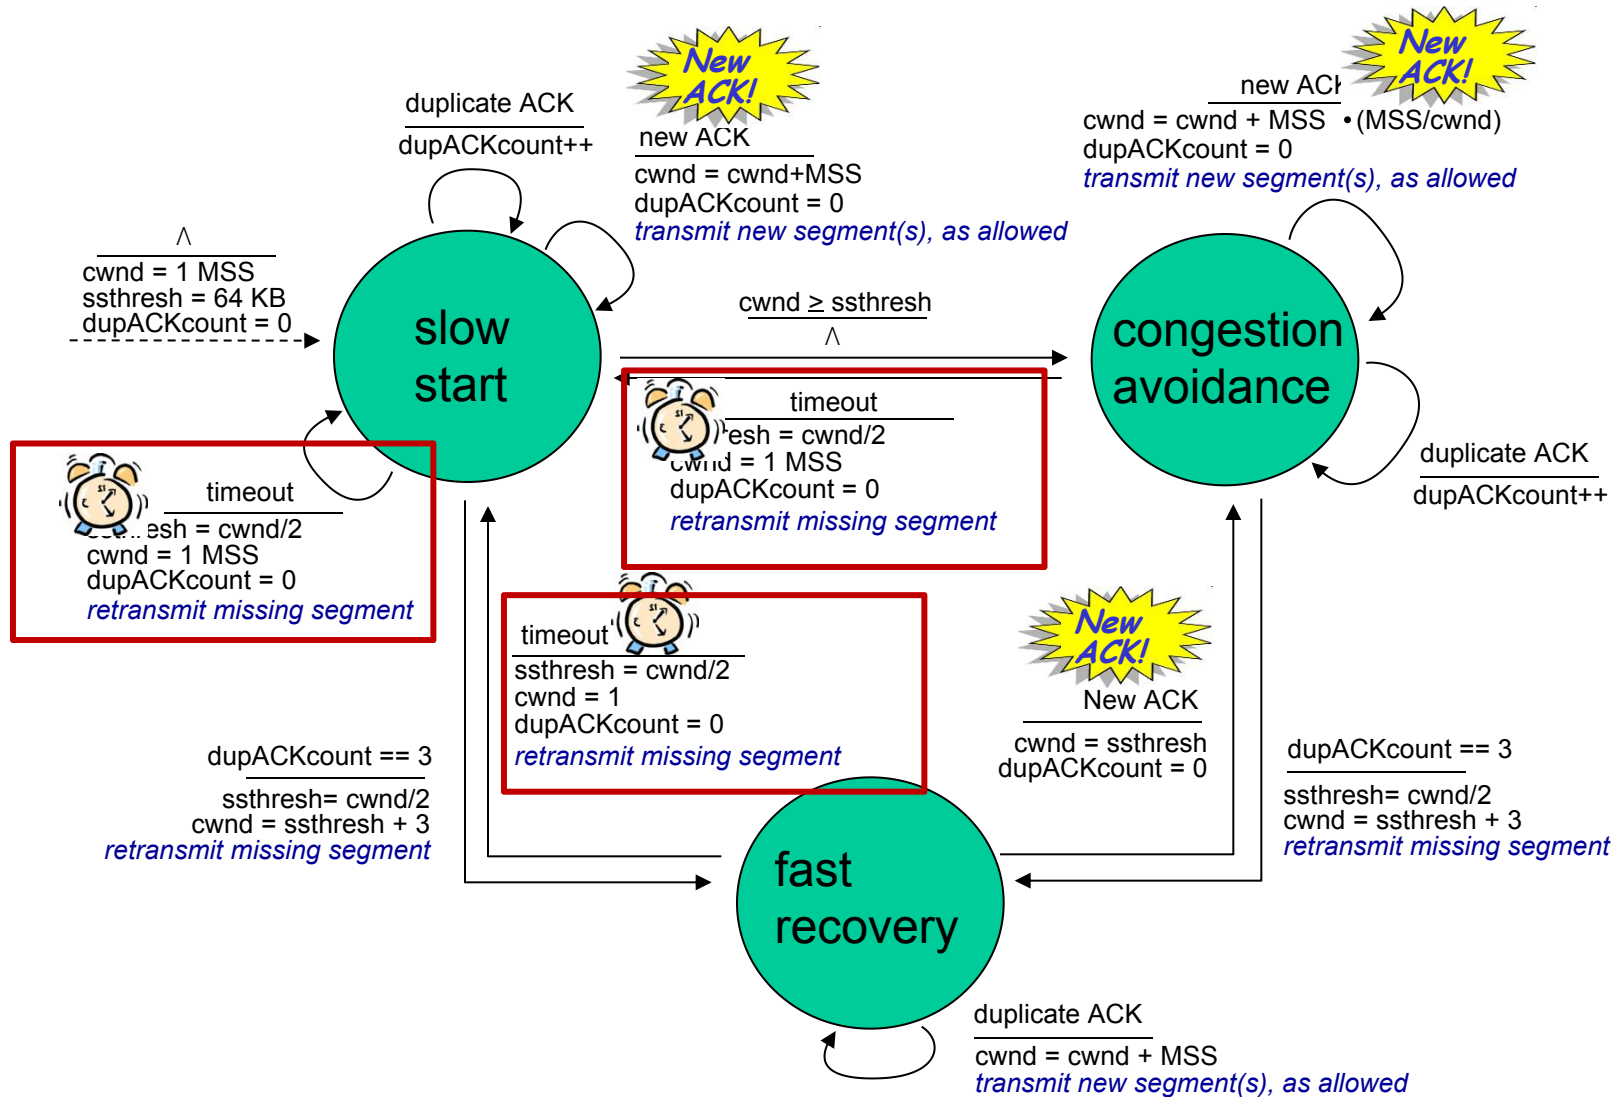 New
ACK!
duplicate ACK
dupACKcount++
new ACK
cwnd = cwnd+MSS
dupACKcount = 0
transmit new segment(s), as allowed
New
ACK!
new ACK
cwnd = cwnd + MSS •(MSS/cwnd)
dupACKcount = 0
transmit new segment(s), as allowed
Λ
cwnd = 1 MSS
ssthresh = 64 KB
dupACKcount = 0
slow
start
cwnd ≥ ssthresh
Λ
congestion
avoidance
timeout
esh = cwnd/2
cwnd = 1 MSS
dupACKcount = 0
retransmit missing segment
duplicate ACK
dupACKcount++
timeout
ssthresh = cwnd/2
cwnd = 1 MSS
dupACKcount = 0
retransmit missing segment
timeout
ssthresh = cwnd/2
cwnd = 1
dupACKcount = 0
retransmit missing segment
New
ACK!
New ACK
cwnd = ssthresh
dupACKcount = 0
dupACKcount == 3
ssthresh= cwnd/2
cwnd = ssthresh + 3
retransmit missing segment
dupACKcount == 3
ssthresh= cwnd/2
cwnd = ssthresh + 3
retransmit missing segment
fast
recovery
duplicate ACK
cwnd = cwnd + MSS
transmit new segment(s), as allowed